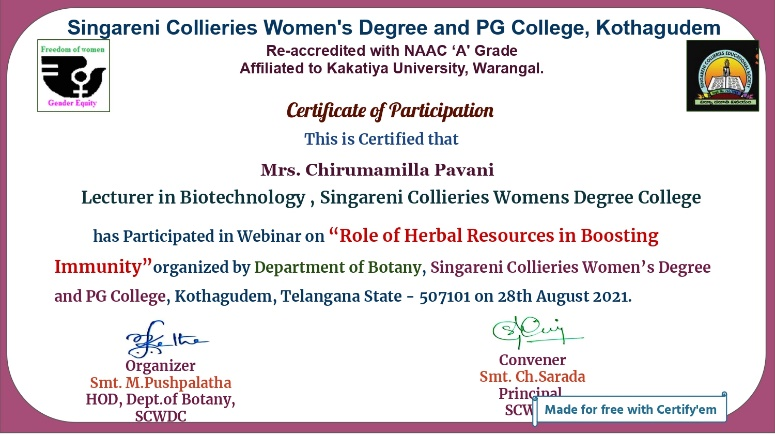 Singareni Collieries Women's Degree and PG College, Kothagudem
Re-accredited with NAAC ‘A' Grade
Affiliated to Kakatiya University, Warangal.
Freedom of women
Gender Equity
Certificate of Participation
This is Certified that
Mrs. Chirumamilla Pavani
Lecturer in Biotechnology , Singareni Collieries Womens Degree College
has Participated in Webinar on “Role of Herbal Resources in Boosting
Immunity”organized by Department of Botany, Singareni Collieries Women’s Degree
and PG College, Kothagudem, Telangana State - 507101 on 28th August 2021.
Organizer
Smt. M.Pushpalatha
HOD, Dept.of Botany,
SCWDC
Convener
Smt. Ch.Sarada
Principal
Made for free with Certify'em